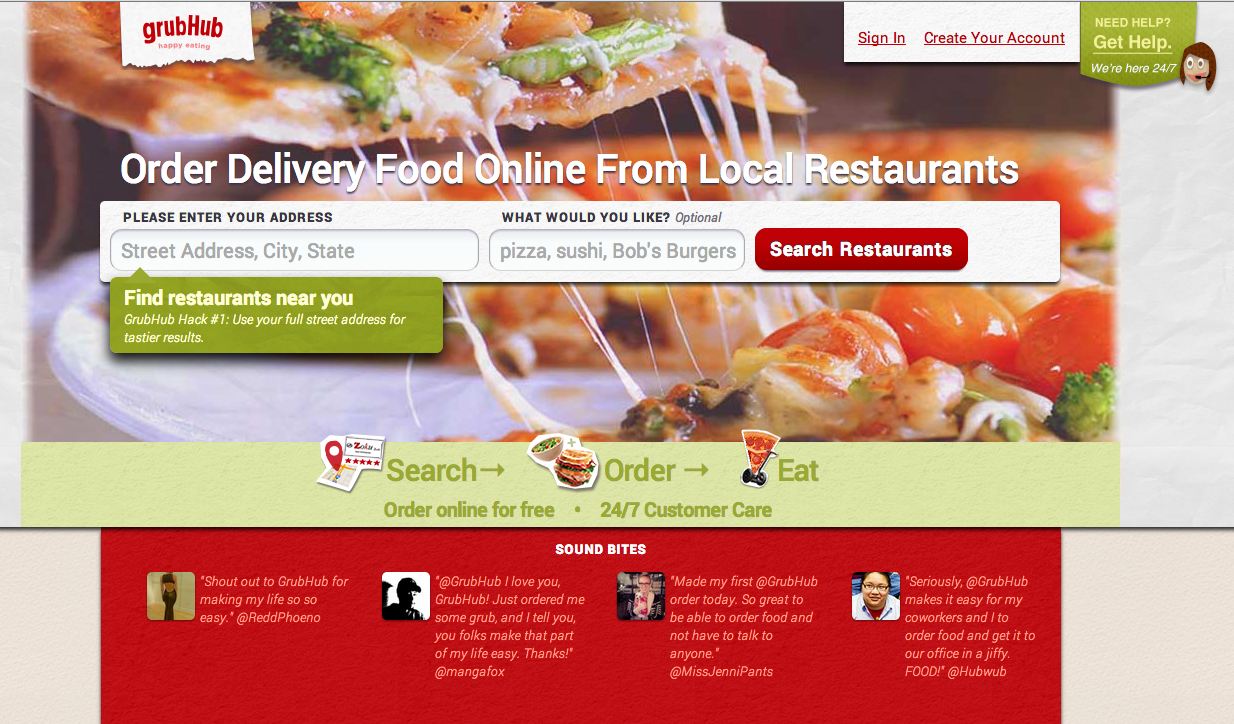 grubHub
happy eating
Sign In
Create Your Account
NEED HELP?
Get Help.
We're here 24/7
Order Delivery Food Online From Local Restaurants
PLEASE ENTER YOUR ADDRESS
WHAT WOULD YOU LIKE? Optional
Street Address, City, State
pizza, sushi, Bob's Burgers
Search Restaurants
Find restaurants near you
GrubHub Hack #1: Use your full street address for
tastier results.
Search→
Order →
Eat
Order online for free • 24/7 Customer Care
SOUND BITES
"Shout out to GrubHub for
making my life so so
easy." @ReddPhoeno
"@GrubHub I love you,
GrubHub! Just ordered me
some grub, and I tell you,
you folks make that part
of my life easy. Thanks!"
@mangafox
"Made my first @GrubHub
order today. So great to
be able to order food and
not have to talk to
anyone."
@MissJenniPants
"Seriously, @GrubHub
makes it easy for my
coworkers and I to
order food and get it to
our office in a jiffy.
FOOD!" @Hubwub